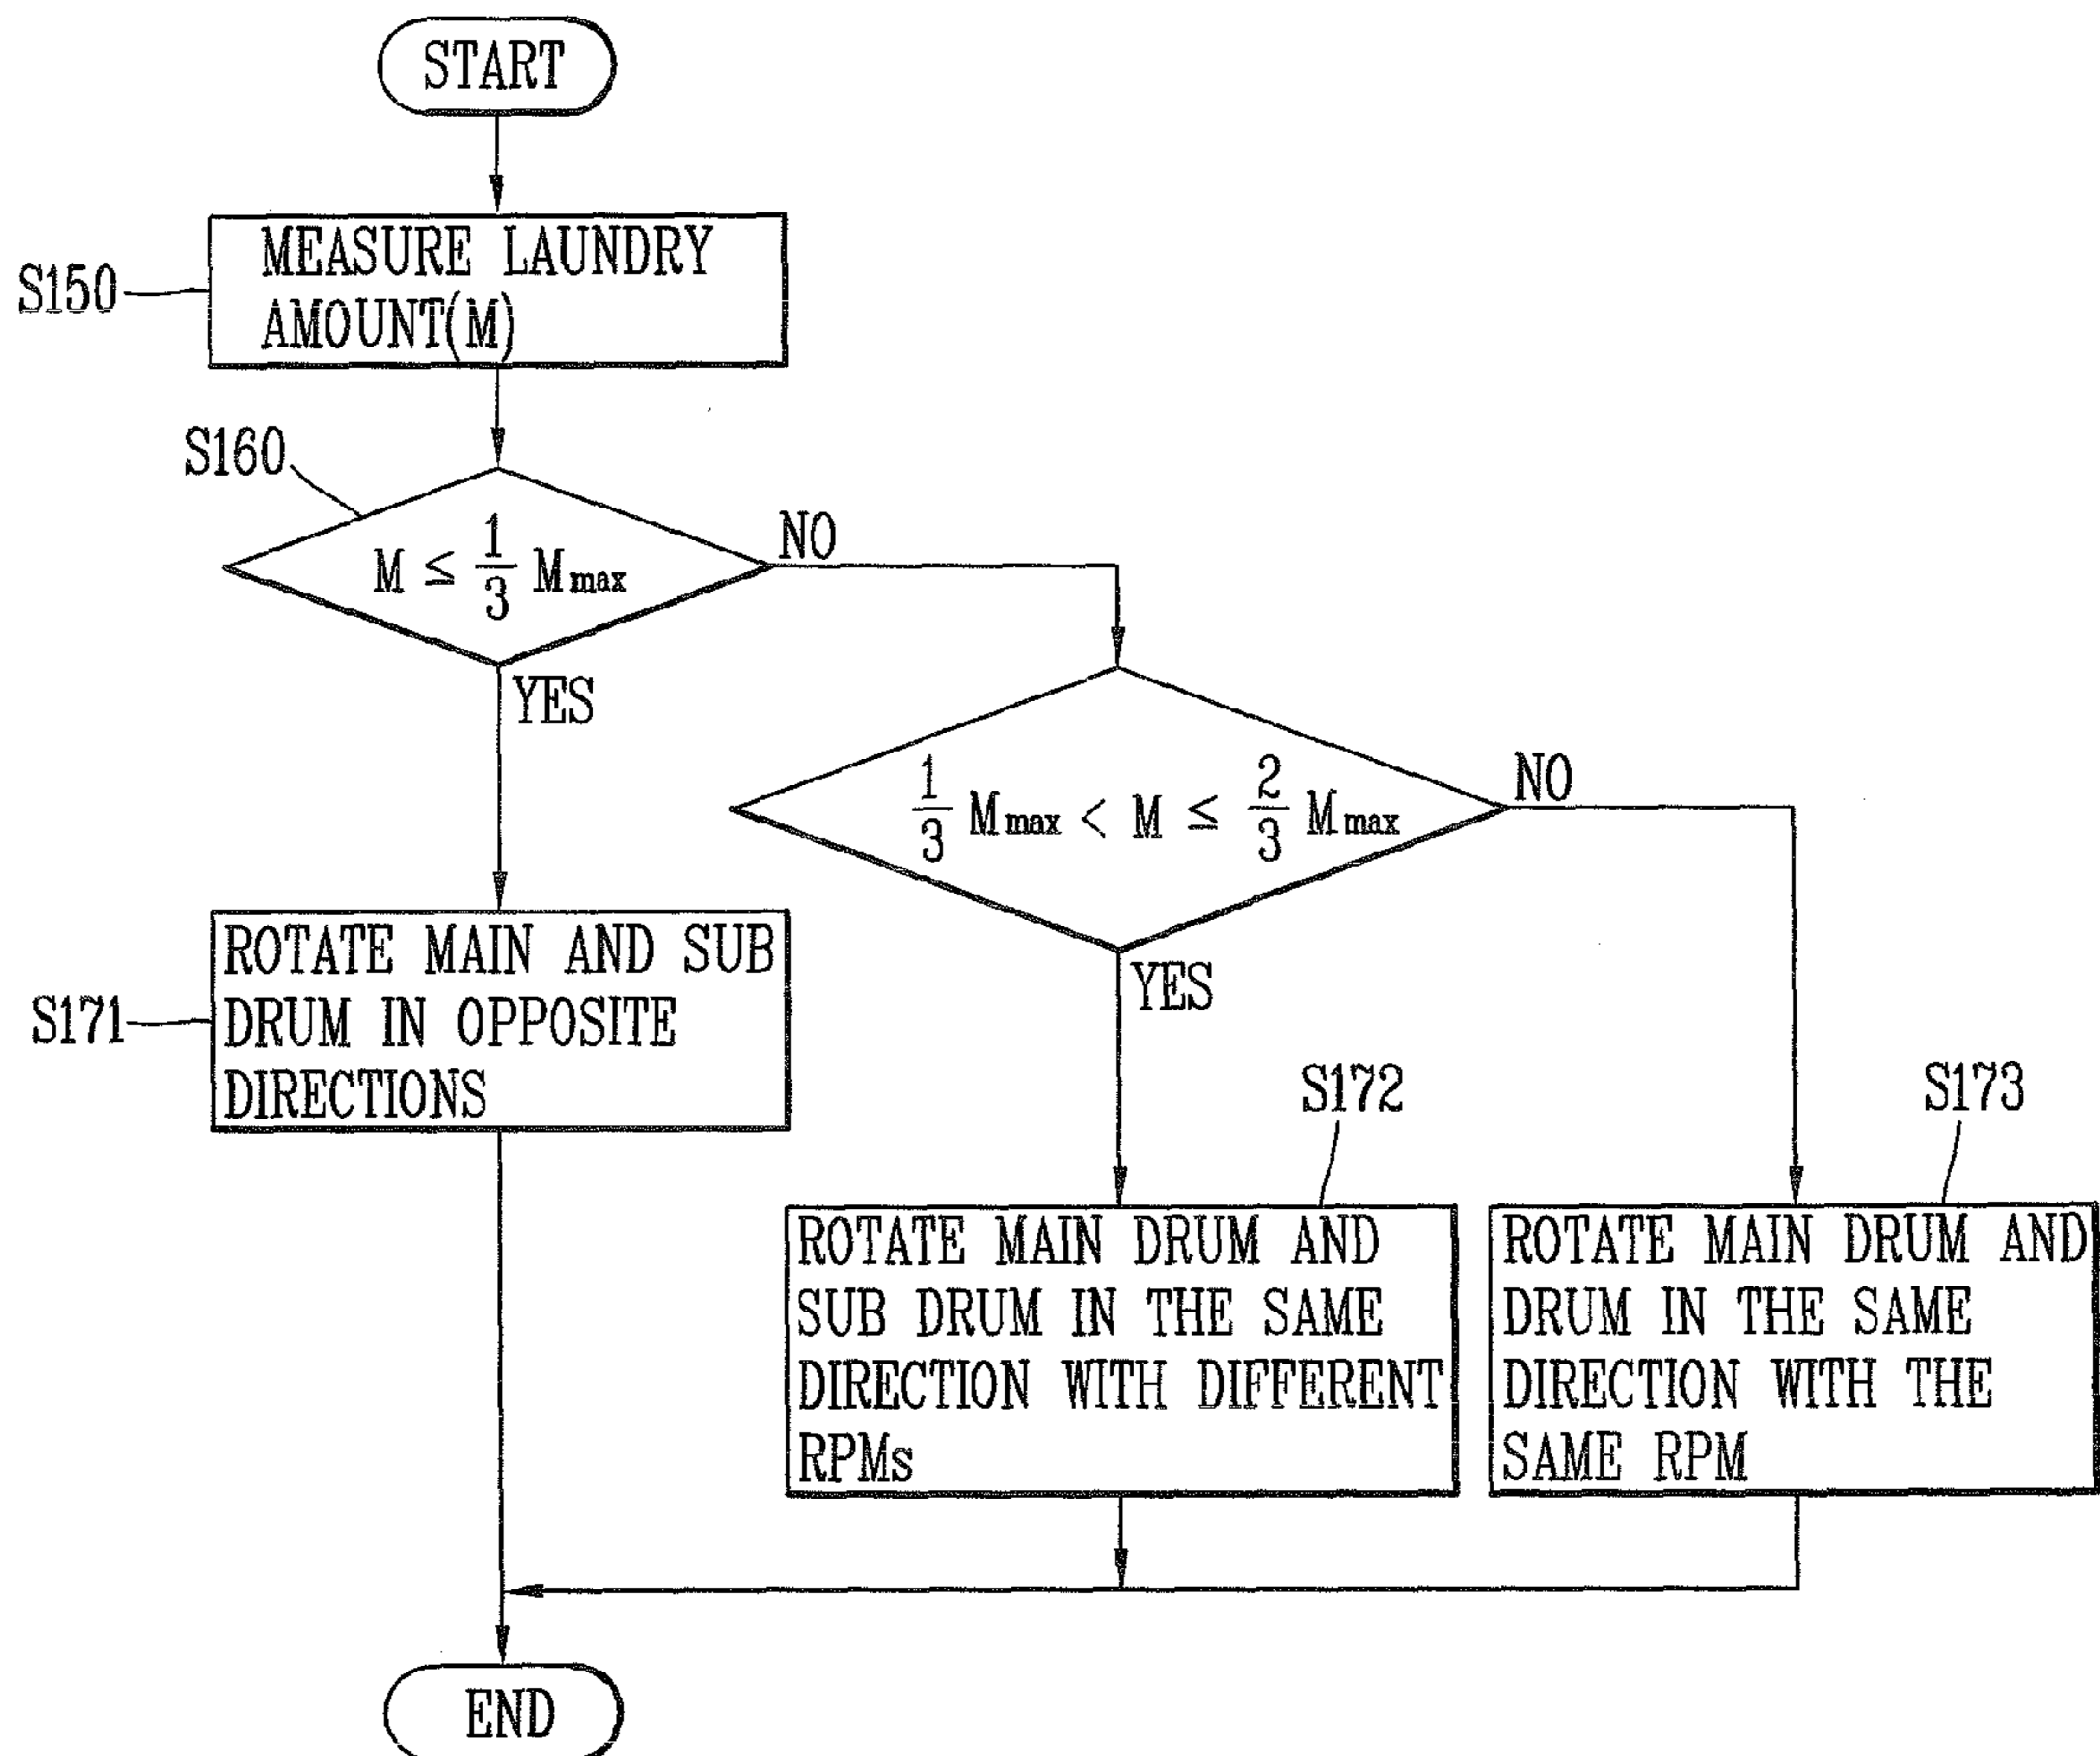 START
S150
MEASURE LAUNDRY
AMOUNT(M)
S160
M ≤ 1/3 Mmax
NO
YES
1/3 Mmax < M ≤ 2/3 Mmax
NO
YES
S171
ROTATE MAIN AND SUB
DRUM IN OPPOSITE
DIRECTIONS
S172
ROTATE MAIN DRUM AND
SUB DRUM IN THE SAME
DIRECTION WITH DIFFERENT
RPMs
S173
ROTATE MAIN DRUM AND
DRUM IN THE SAME
DIRECTION WITH THE
SAME RPM
END